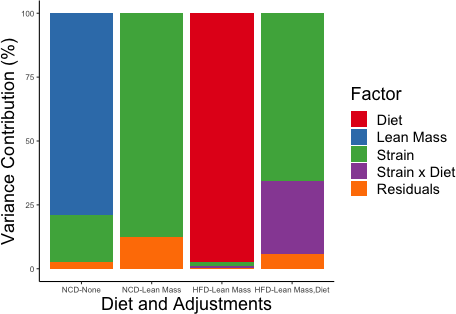 Variance Contribution (%)
100
75
50
25
0
NCD-None NCD-Lean Mass HFD-Lean Mass HFD-Lean Mass,Diet
Diet and Adjustments
Factor
Diet
Lean Mass
Strain
Strain x Diet
Residuals